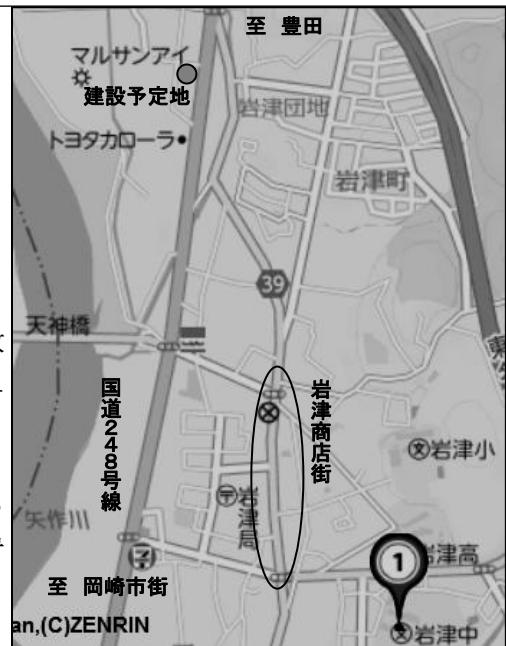 至 豊田
マルサンアイ
建設予定地
岩津団地
トヨタカローラ
岩津町
39
天神橋
国道248号線
岩津商店街
文岩津小
〒岩津局
矢作川
1
岩津高
至 岡崎市街
an,(C)ZENRIN
文岩津中